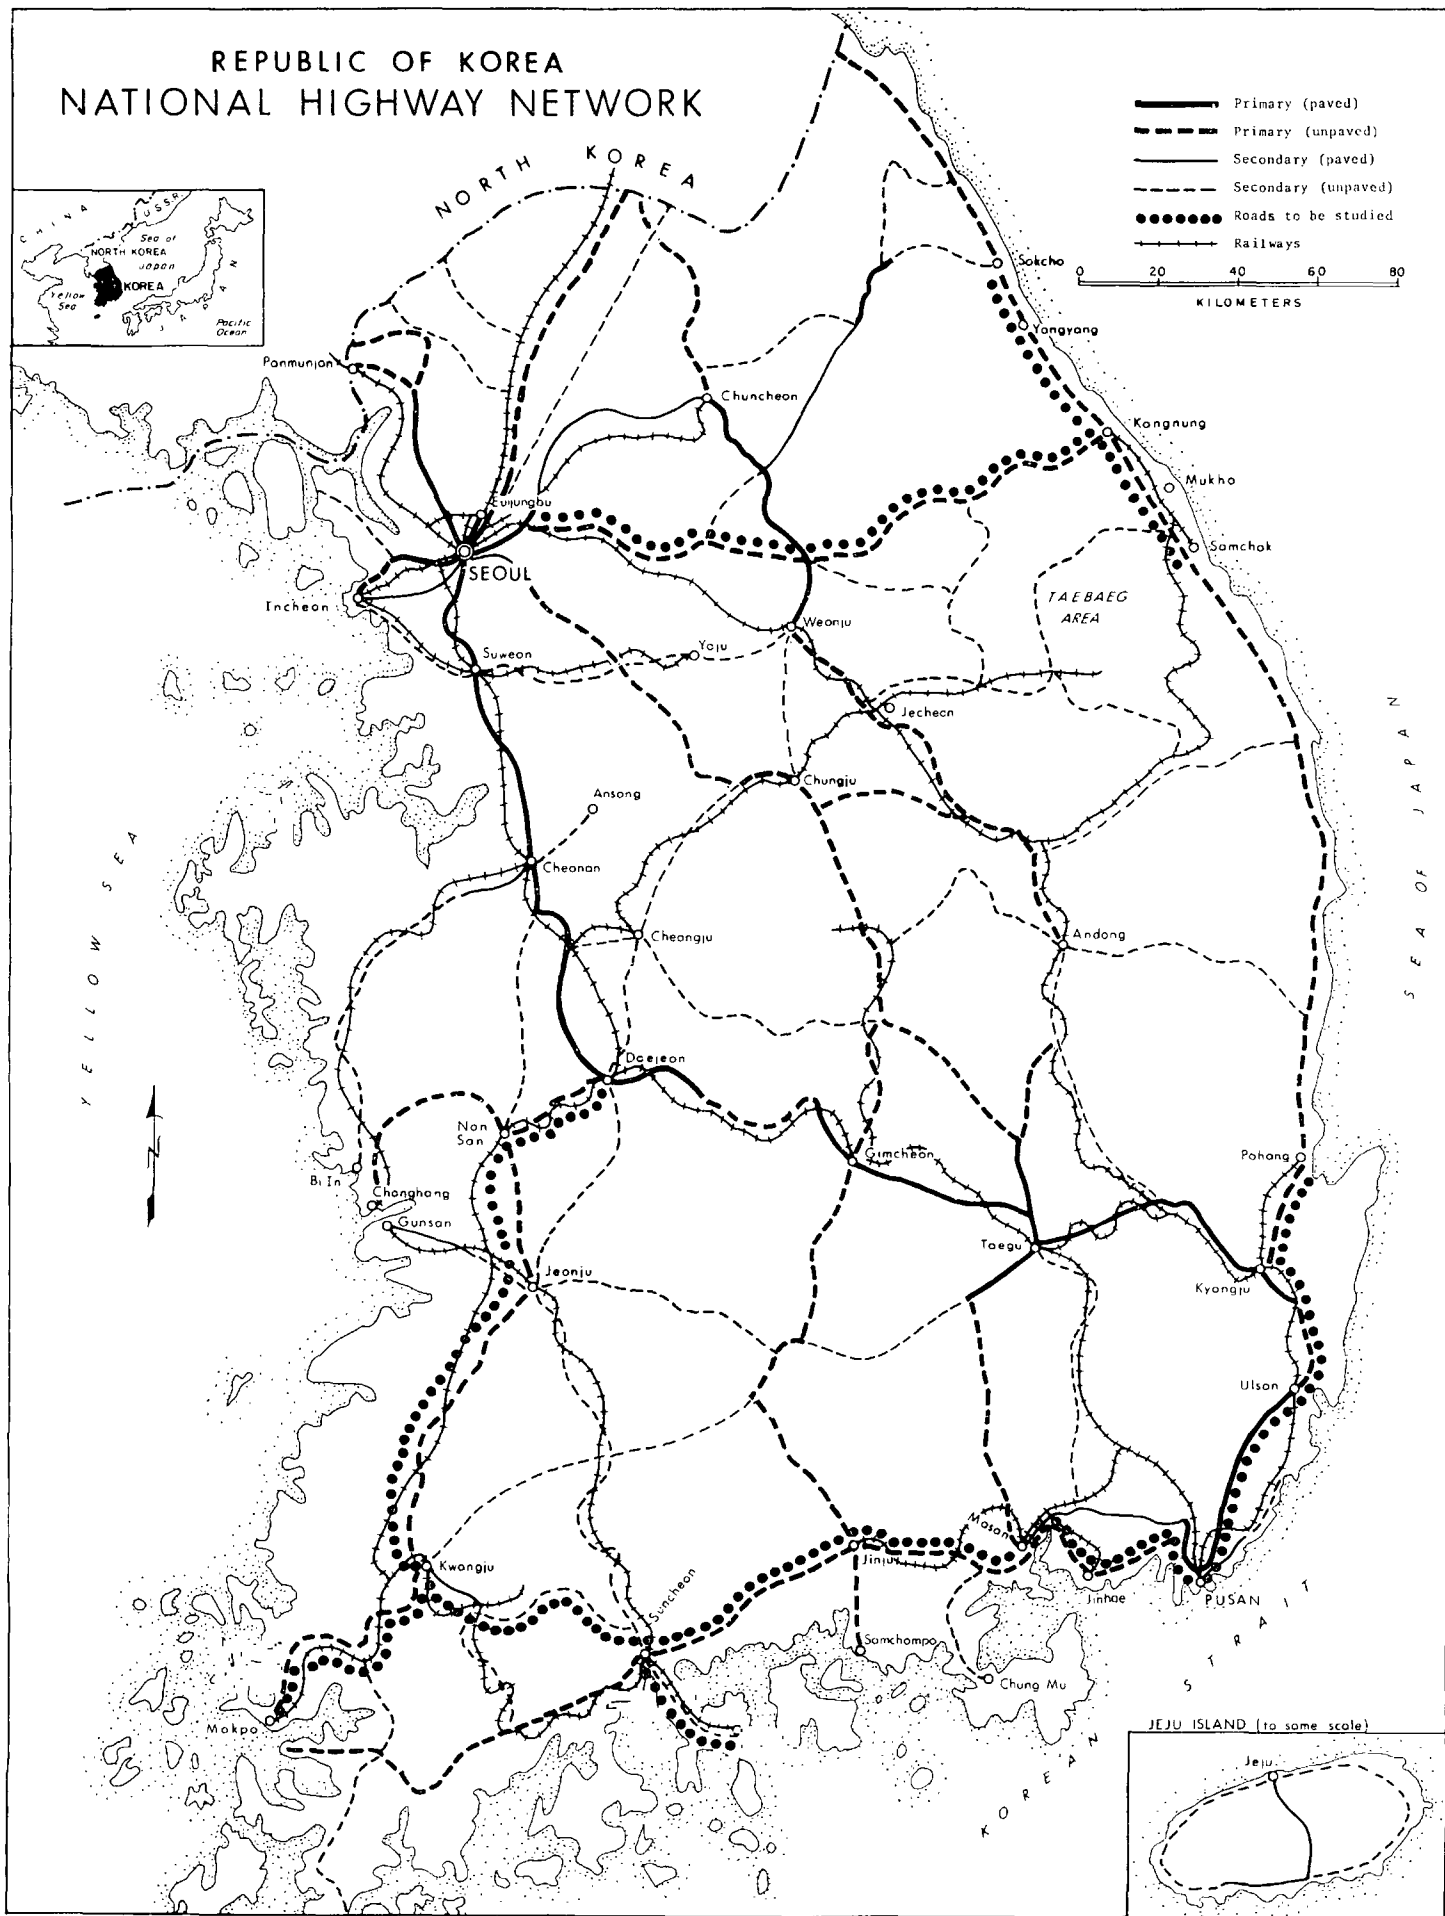 REPUBLIC OF KOREA
NATIONAL HIGHWAY NETWORK
Primary (paved)
Primary (unpaved)
Secondary (paved)
Secondary (unpaved)
Roads to be studied
Railways
0 20 40 60 80
KILOMETERS
NORTH KOREA
CHINA
USSR
Sea of
Japan
NORTH KOREA
KOREA
Yellow
Sea
JAPAN
Pacific
Ocean
Sokcho
Yangyang
Panmunjon
Chuncheon
Kangnung
Mukho
Euijungbu
Samchok
SEOUL
TAEBAEG
AREA
Incheon
Weonju
Suweon
Yoju
Jecheon
Chungju
Ansong
Cheonan
YELLOW SEA
SEA OF JAPAN
Cheongju
Andong
Daejeon
Non
San
Gimcheon
Pohang
Bi In
Changhang
Gunsan
Taegu
Kyongju
Jeonju
Ulsan
Masan
Kwangju
Jinju
Jinhae
PUSAN
Suncheon
Samchompo
Chung Mu
Mokpo
KOREAN STRAIT
JEJU ISLAND (to same scale)
Jeju